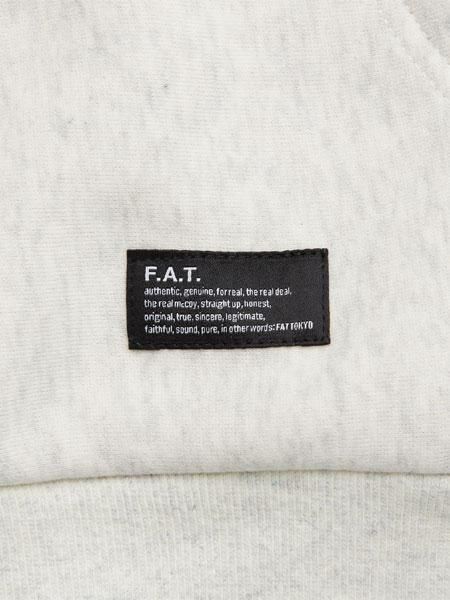 F.A.T.
authentic, genuine, for real, the real deal,
the real mccoy, straight up, honest,
original, true, sincere, legitimate,
faithful, sound, pure, in other words: FAT TOKYO